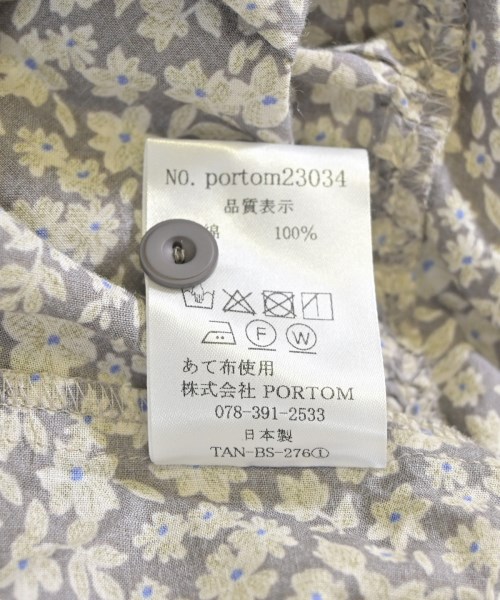 NO. portom23034
品質表示
綿 100%
F W
あて布使用
株式会社 PORTOM
078-391-2533
日本製
TAN-BS-276①